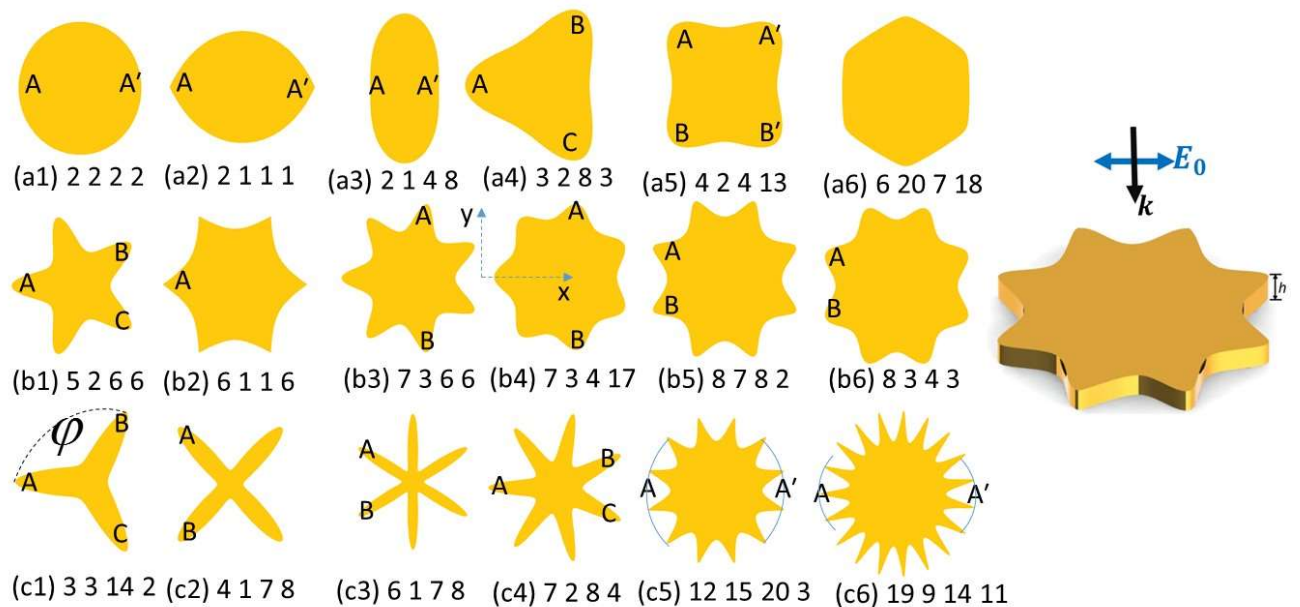 A A′
A A′
A A′
A B C
A A′
B B′
(a1) 2 2 2 2
(a2) 2 1 1 1
(a3) 2 1 4 8
(a4) 3 2 8 3
(a5) 4 2 4 13
(a6) 6 20 7 18
E₀
k
h
A B C
A
A B
y
x
A B
A B
A B
(b1) 5 2 6 6
(b2) 6 1 1 6
(b3) 7 3 6 6
(b4) 7 3 4 17
(b5) 8 7 8 2
(b6) 8 3 4 3
φ
A B C
A B
A B
A B C
A A′
A A′
(c1) 3 3 14 2
(c2) 4 1 7 8
(c3) 6 1 7 8
(c4) 7 2 8 4
(c5) 12 15 20 3
(c6) 19 9 14 11